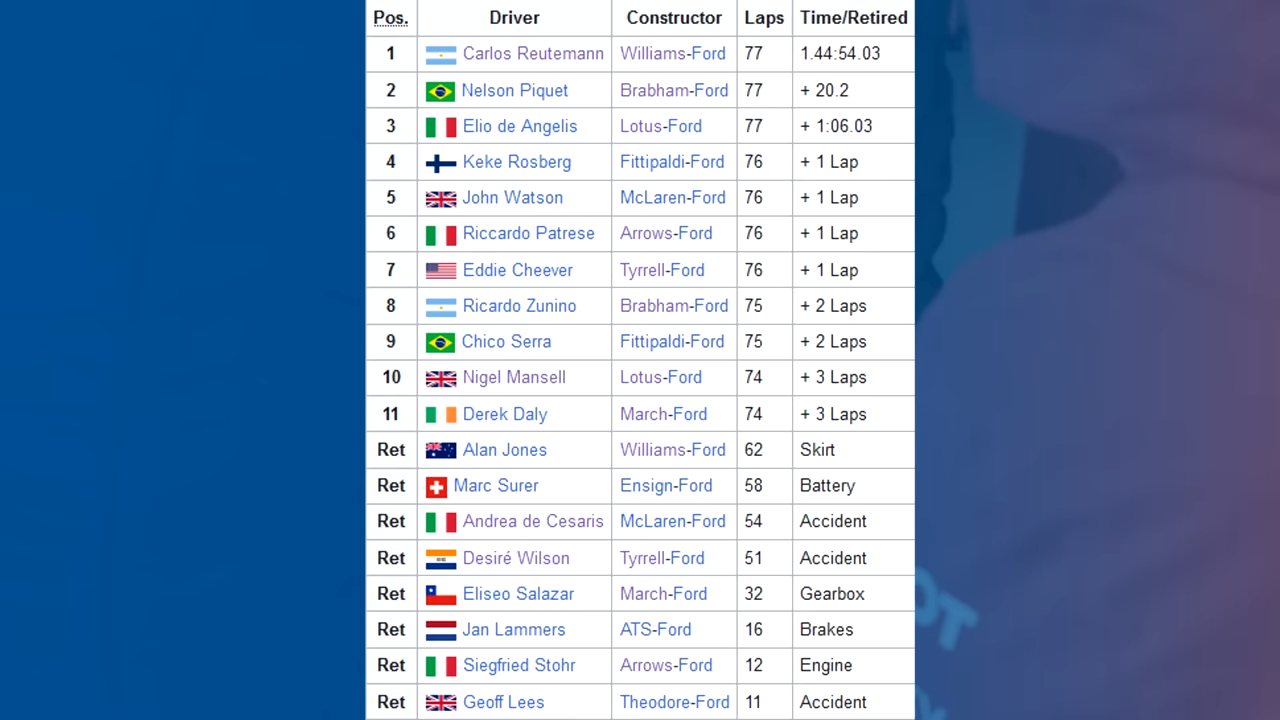 Pos. Driver Constructor Laps Time/Retired
1 Carlos Reutemann Williams-Ford 77 1.44:54.03
2 Nelson Piquet Brabham-Ford 77 + 20.2
3 Elio de Angelis Lotus-Ford 77 + 1:06.03
4 Keke Rosberg Fittipaldi-Ford 76 + 1 Lap
5 John Watson McLaren-Ford 76 + 1 Lap
6 Riccardo Patrese Arrows-Ford 76 + 1 Lap
7 Eddie Cheever Tyrrell-Ford 76 + 1 Lap
8 Ricardo Zunino Brabham-Ford 75 + 2 Laps
9 Chico Serra Fittipaldi-Ford 75 + 2 Laps
10 Nigel Mansell Lotus-Ford 74 + 3 Laps
11 Derek Daly March-Ford 74 + 3 Laps
Ret Alan Jones Williams-Ford 62 Skirt
Ret Marc Surer Ensign-Ford 58 Battery
Ret Andrea de Cesaris McLaren-Ford 54 Accident
Ret Desiré Wilson Tyrrell-Ford 51 Accident
Ret Eliseo Salazar March-Ford 32 Gearbox
Ret Jan Lammers ATS-Ford 16 Brakes
Ret Siegfried Stohr Arrows-Ford 12 Engine
Ret Geoff Lees Theodore-Ford 11 Accident